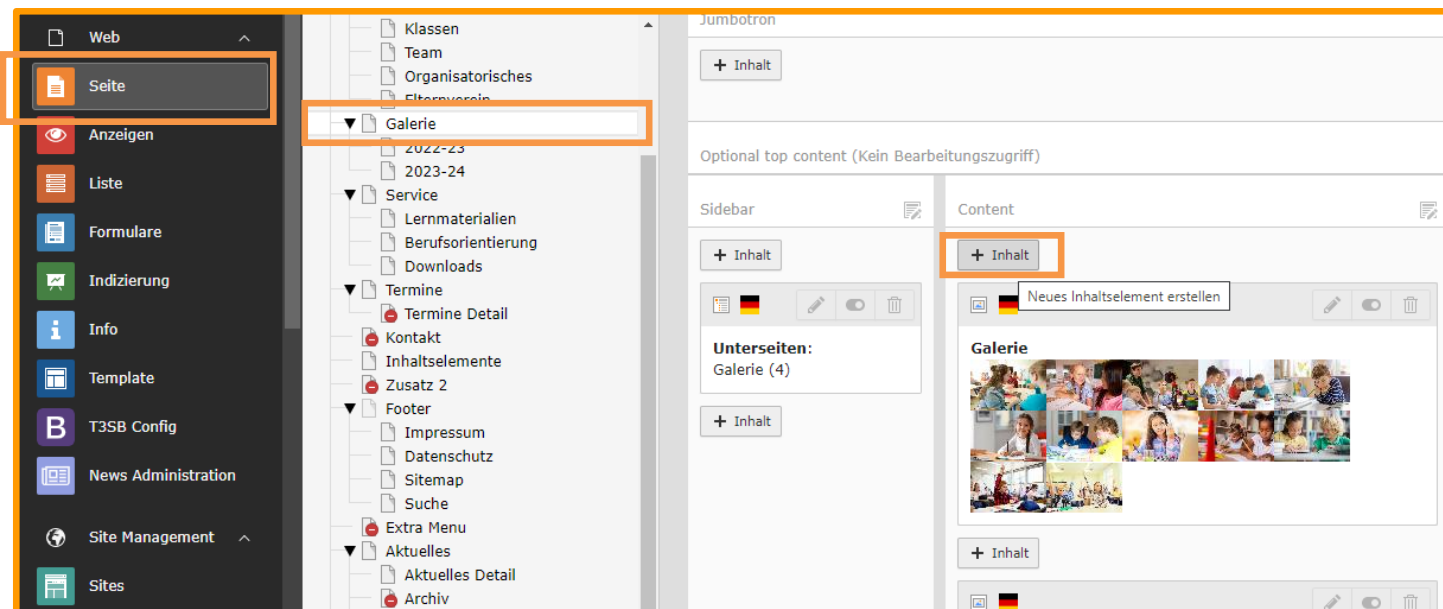 Web
Seite
Anzeigen
Liste
Formulare
Indizierung
Info
Template
B
T3SB Config
News Administration
Site Management
Sites
Klassen
Team
Organisatorisches
Elternverein
Galerie
2022-23
2023-24
Service
Lernmaterialien
Berufsorientierung
Downloads
Termine
Termine Detail
Kontakt
Inhaltselemente
Zusatz 2
Footer
Impressum
Datenschutz
Sitemap
Suche
Extra Menu
Aktuelles
Aktuelles Detail
Archiv
Jumbotron
+ Inhalt
Optional top content (Kein Bearbeitungszugriff)
Sidebar
+ Inhalt
Unterseiten:
Galerie (4)
+ Inhalt
Content
+ Inhalt
Neues Inhaltselement erstellen
Galerie
+ Inhalt